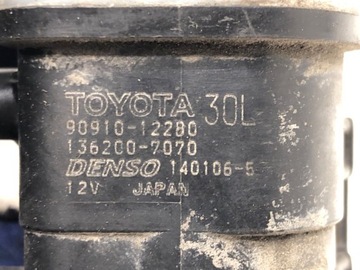 TOYOTA 30L
90910-12280
136200-7070
DENSO 140106-5
12V JAPAN